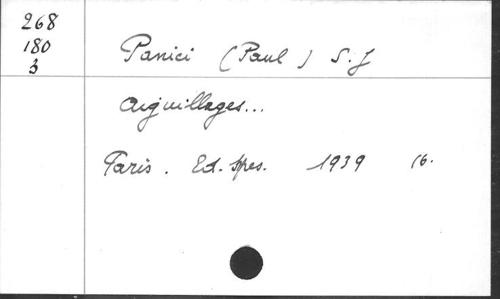 268
180
3
Panici (Paul) S.J
Aiguillages...
Paris. Ed. Spes. 1939 16.